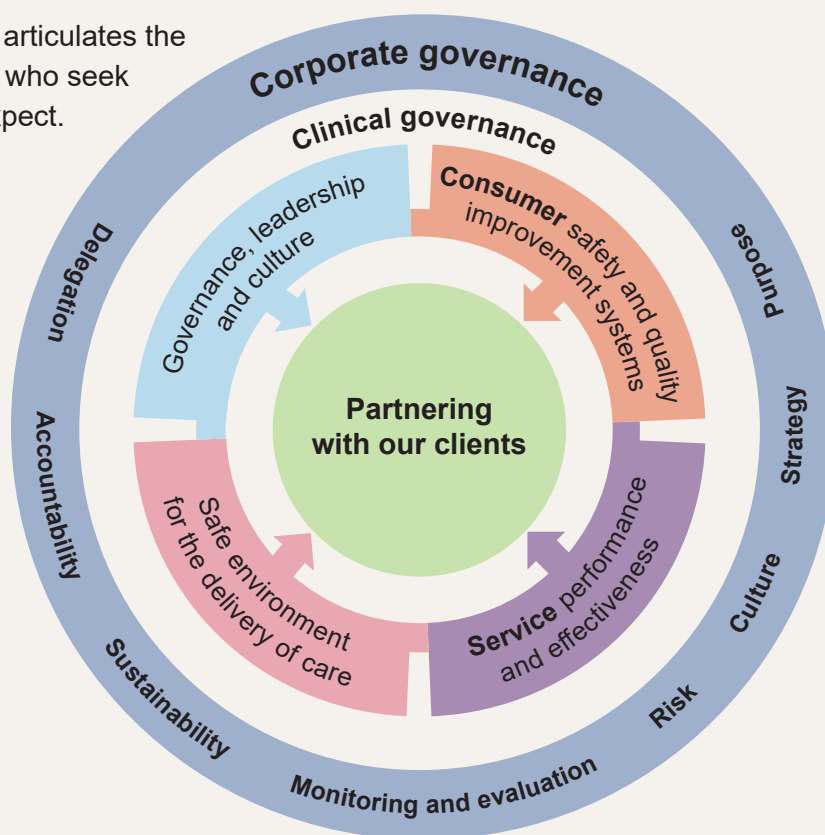 articulates the
who seek
pect.
Corporate governance
Clinical governance
Governance, leadership
and culture
Consumer safety and quality
improvement systems
Partnering
with our clients
Safe environment
for the delivery of care
Service performance
and effectiveness
Purpose
Strategy
Culture
Risk
Monitoring and evaluation
Sustainability
Accountability
Delegation